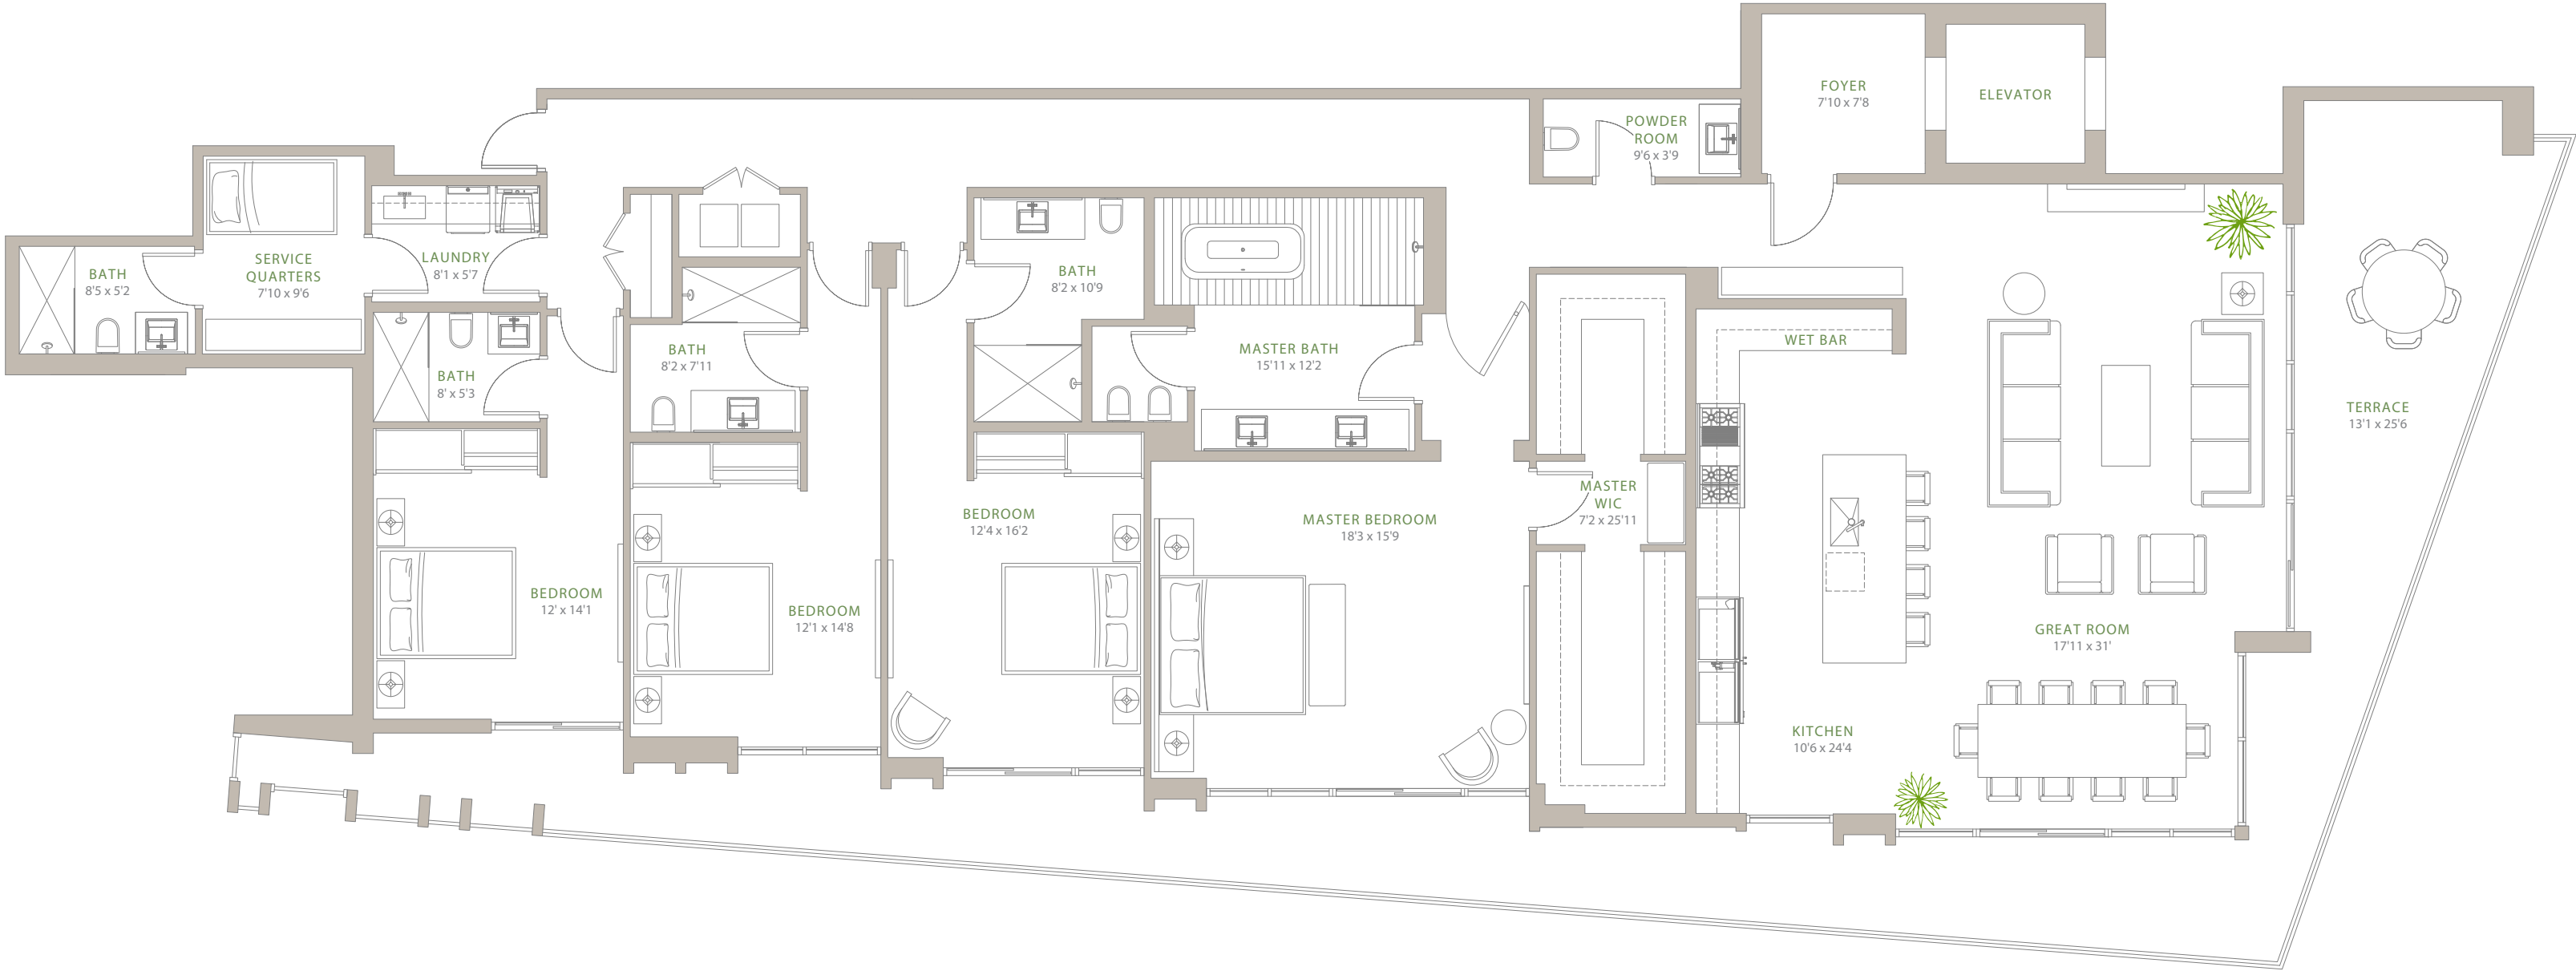 FOYER
7'10 x 7'8
ELEVATOR
POWDER
ROOM
9'6 x 3'9
BATH
8'5 x 5'2
SERVICE
QUARTERS
7'10 x 9'6
LAUNDRY
8'1 x 5'7
BATH
8'2 x 10'9
BATH
8' x 5'3
BATH
8'2 x 7'11
MASTER BATH
15'11 x 12'2
WET BAR
TERRACE
13'1 x 25'6
BEDROOM
12'4 x 16'2
MASTER BEDROOM
18'3 x 15'9
MASTER
WIC
7'2 x 25'11
BEDROOM
12' x 14'1
BEDROOM
12'1 x 14'8
GREAT ROOM
17'11 x 31'
KITCHEN
10'6 x 24'4